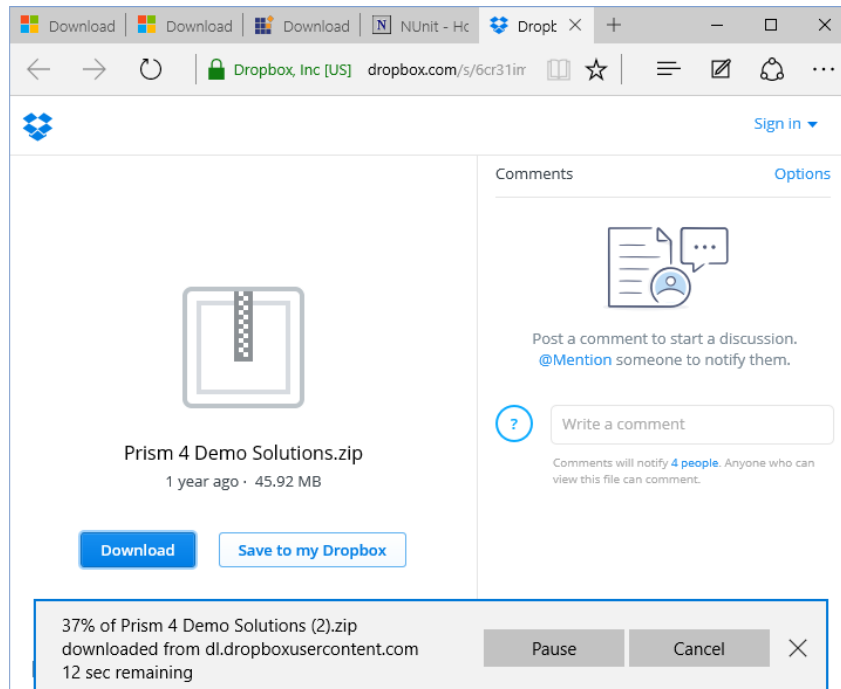 Download
Download
Download
N NUnit - Hc
Dropb
Dropbox, Inc [US] dropbox.com/s/6cr31im
Sign in
Comments Options
Post a comment to start a discussion.
@Mention someone to notify them.
? Write a comment
Comments will notify 4 people. Anyone who can
view this file can comment.
Prism 4 Demo Solutions.zip
1 year ago · 45.92 MB
Download Save to my Dropbox
37% of Prism 4 Demo Solutions (2).zip
downloaded from dl.dropboxusercontent.com
12 sec remaining
Pause Cancel